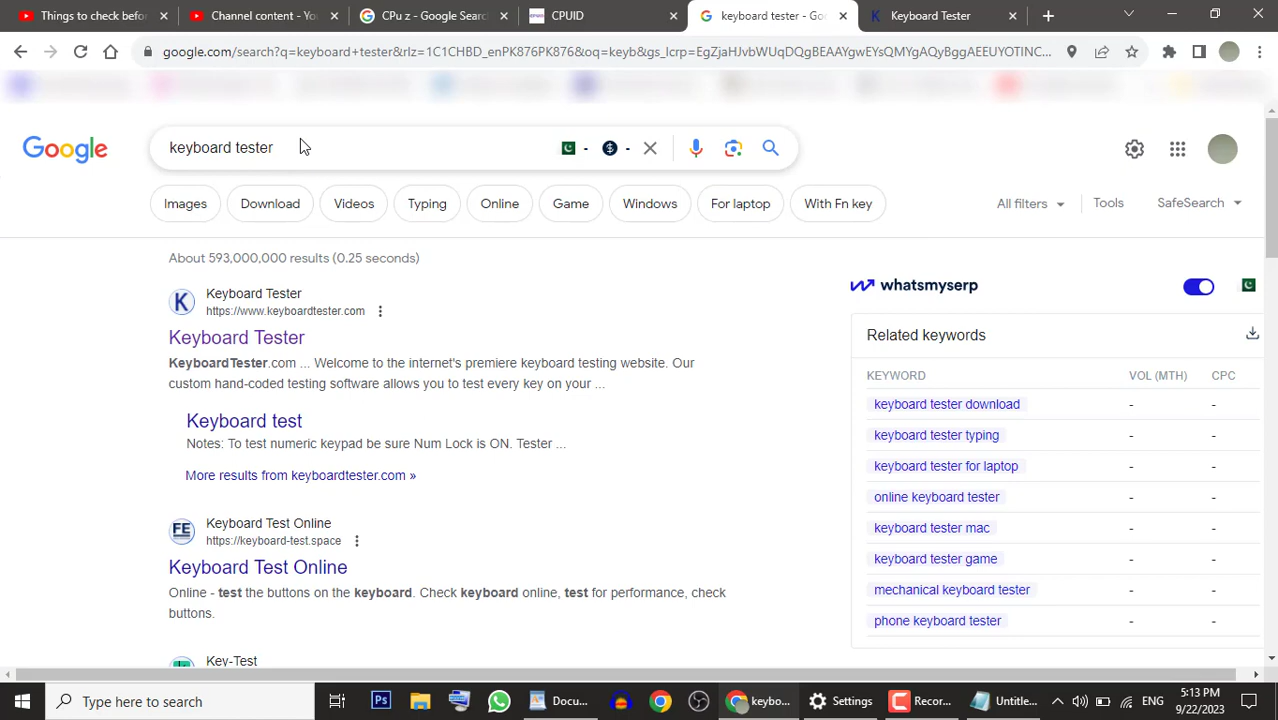 Things to check befor
Channel content - Yo
CPu z - Google Searc
CPUID
keyboard tester - Go
Keyboard Tester
google.com/search?q=keyboard+tester&rlz=1C1CHBD_enPK876PK876&oq=keyb&gs_lcrp=EgZjaHJvbWUqDQgBEAAYgwEYsQMYgAQyBggAEEUYOTINC...
Google
keyboard tester
Images
Download
Videos
Typing
Online
Game
Windows
For laptop
With Fn key
All filters
Tools
SafeSearch
About 593,000,000 results (0.25 seconds)
Keyboard Tester
https://www.keyboardtester.com
Keyboard Tester
KeyboardTester.com ... Welcome to the internet's premiere keyboard testing website. Our
custom hand-coded testing software allows you to test every key on your ...
Keyboard test
Notes: To test numeric keypad be sure Num Lock is ON. Tester ...
More results from keyboardtester.com »
Keyboard Test Online
https://keyboard-test.space
Keyboard Test Online
Online - test the buttons on the keyboard. Check keyboard online, test for performance, check
buttons.
Key-Test
whatsmyserp
Related keywords
KEYWORD VOL (MTH) CPC
keyboard tester download - -
keyboard tester typing - -
keyboard tester for laptop - -
online keyboard tester - -
keyboard tester mac - -
keyboard tester game - -
mechanical keyboard tester - -
phone keyboard tester - -
Type here to search
Docu...
keybo...
Settings
Recor...
Untitle...
ENG
5:13 PM
9/22/2023